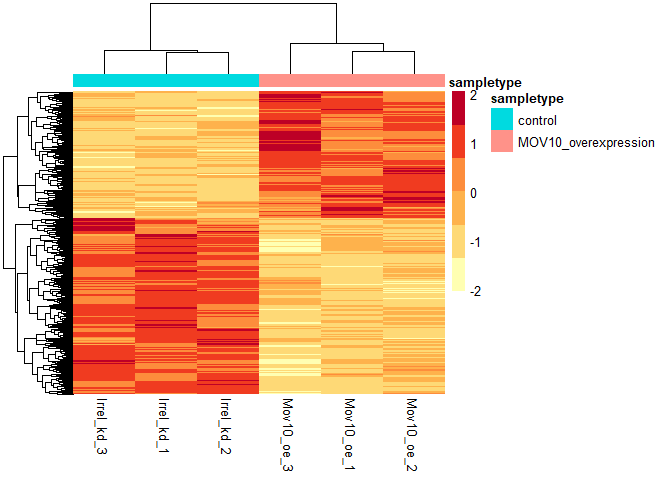 sampletype
2
1
0
-1
-2
sampletype
control
MOV10_overexpression
Irrel_kd_3
Irrel_kd_1
Irrel_kd_2
Mov10_oe_3
Mov10_oe_1
Mov10_oe_2